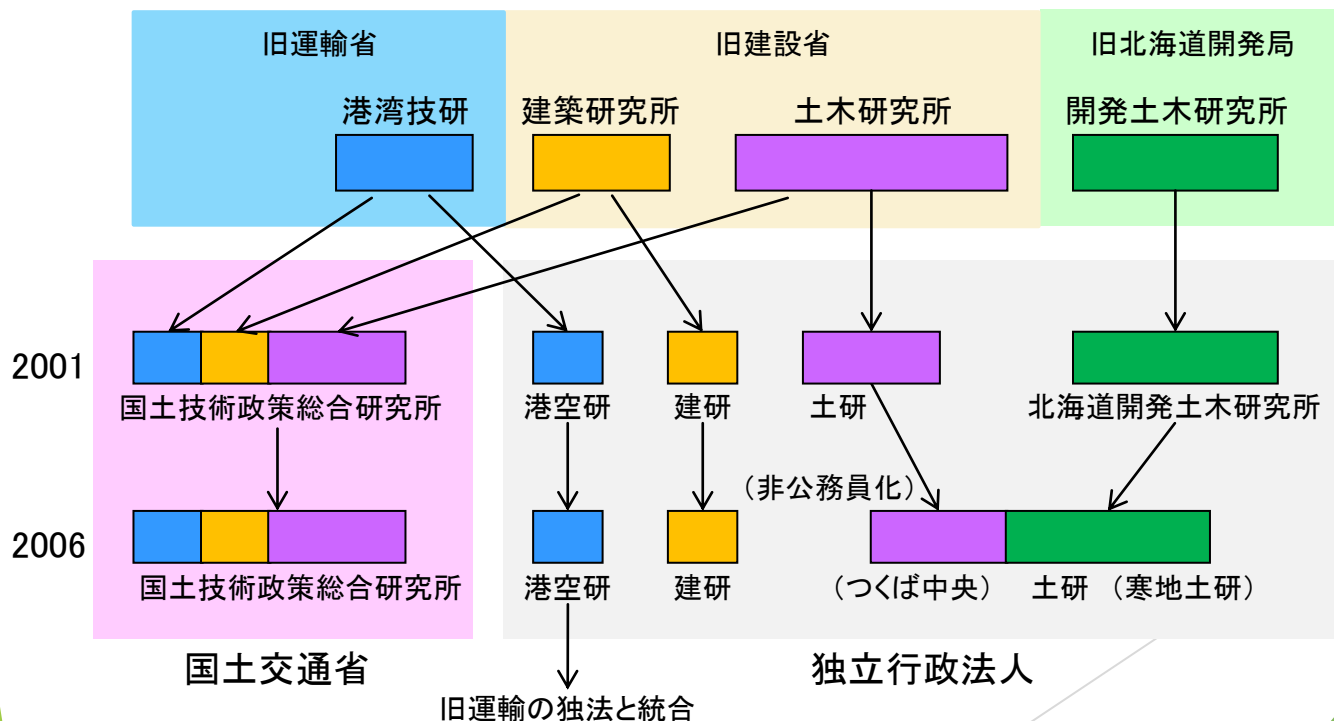 旧運輸省
旧建設省
旧北海道開発局
港湾技研
建築研究所
土木研究所
開発土木研究所
2001
国土技術政策総合研究所
港空研
建研
土研
北海道開発土木研究所
（非公務員化）
2006
国土技術政策総合研究所
港空研
建研
（つくば中央）
土研
（寒地土研）
国土交通省
独立行政法人
旧運輸の独法と統合